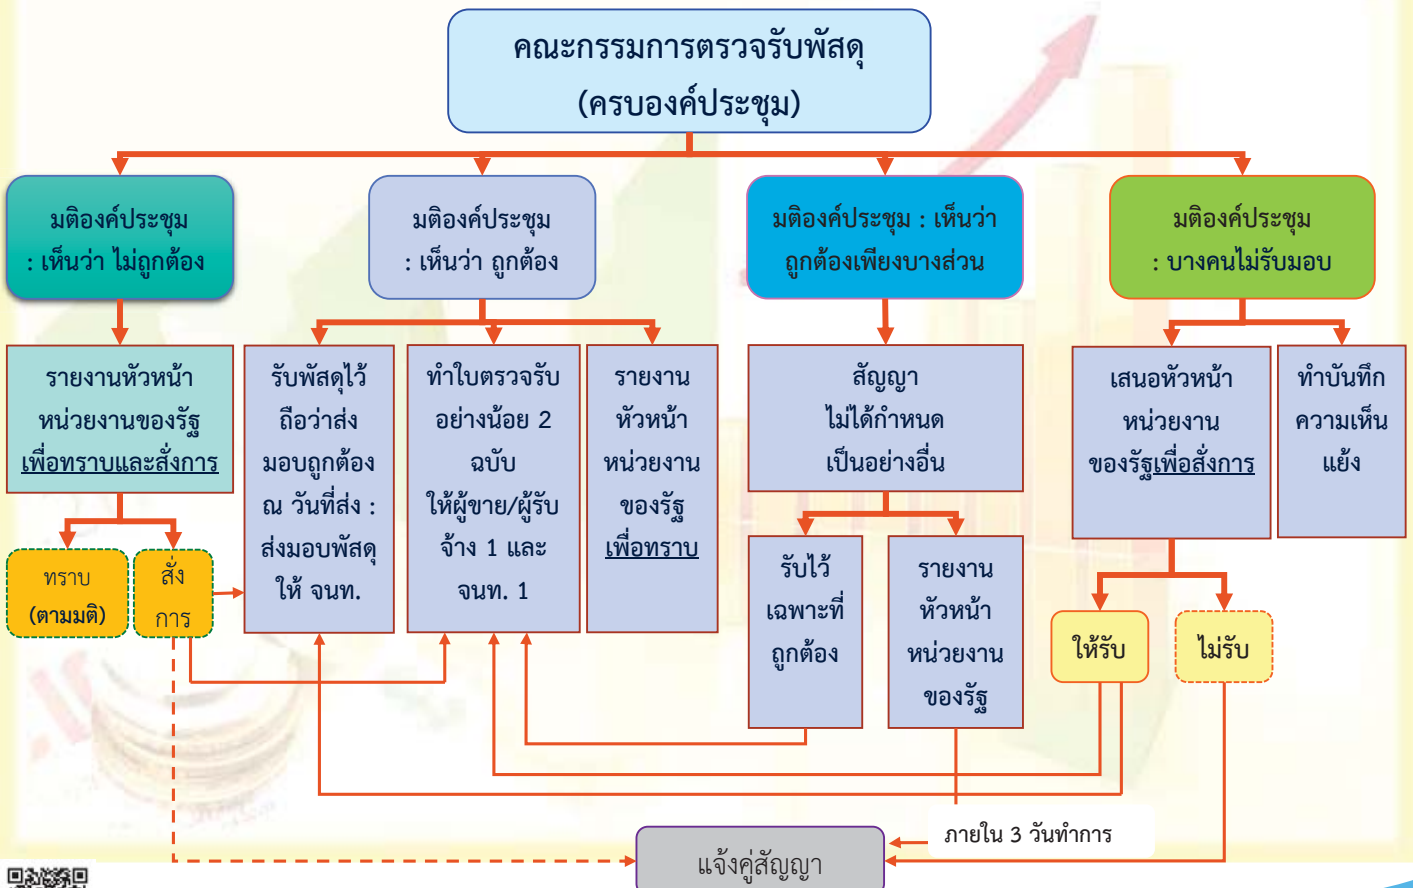 คณะกรรมการตรวจรับพัสดุ
(ครบองค์ประชุม)
มติองค์ประชุม
: เห็นว่า ไม่ถูกต้อง
มติองค์ประชุม
: เห็นว่า ถูกต้อง
มติองค์ประชุม : เห็นว่า
ถูกต้องเพียงบางส่วน
มติองค์ประชุม
: บางคนไม่รับมอบ
รายงานหัวหน้า
หน่วยงานของรัฐ
เพื่อทราบและสั่งการ
รับพัสดุไว้
ถือว่าส่ง
มอบถูกต้อง
ณ วันที่ส่ง :
ส่งมอบพัสดุ
ให้ จนท.
ทำใบตรวจรับ
อย่างน้อย 2
ฉบับ
ให้ผู้ขาย/ผู้รับ
จ้าง 1 และ
จนท. 1
รายงาน
หัวหน้า
หน่วยงาน
ของรัฐ
เพื่อทราบ
สัญญา
ไม่ได้กำหนด
เป็นอย่างอื่น
เสนอหัวหน้า
หน่วยงาน
ของรัฐเพื่อสั่งการ
ทำบันทึก
ความเห็น
แย้ง
ทราบ
(ตามมติ)
สั่ง
การ
รับไว้
เฉพาะที่
ถูกต้อง
รายงาน
หัวหน้า
หน่วยงาน
ของรัฐ
ให้รับ
ไม่รับ
ภายใน 3 วันทำการ
แจ้งคู่สัญญา